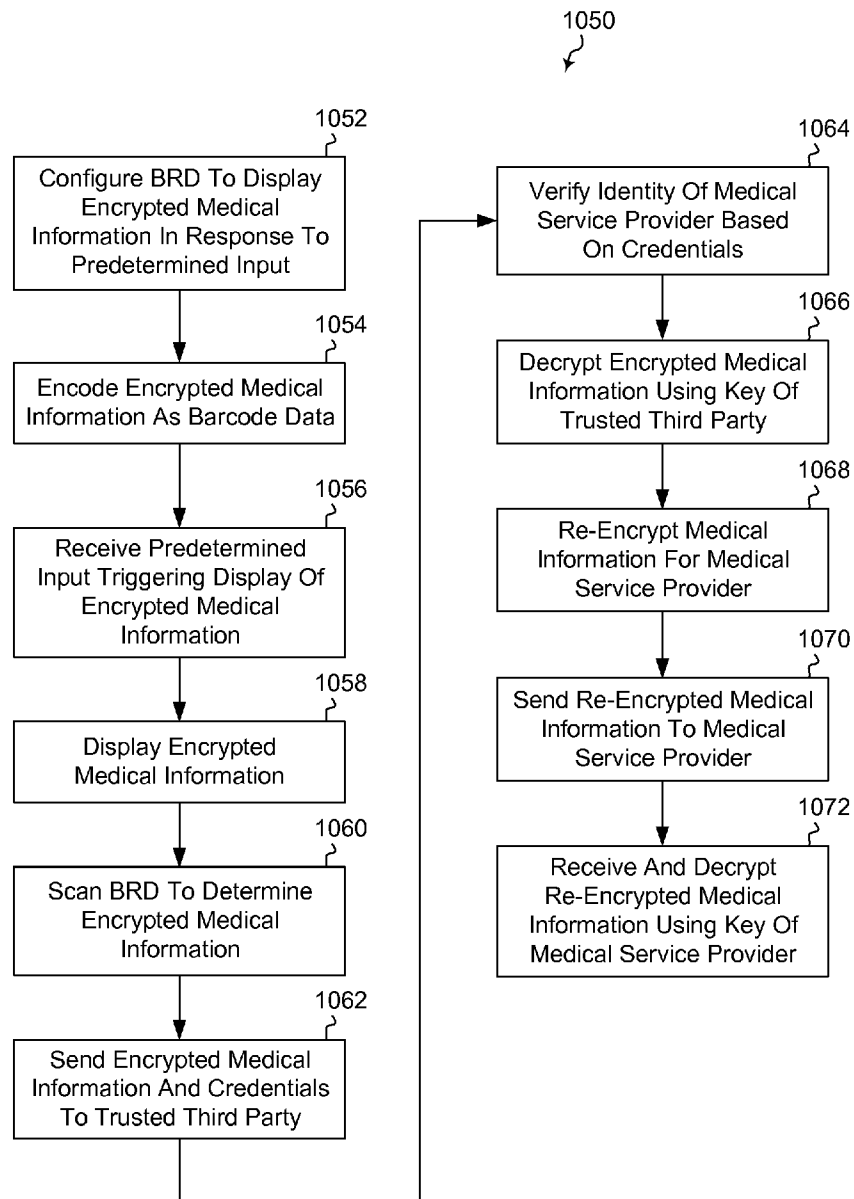 1050
1052
Configure BRD To Display
Encrypted Medical
Information In Response To
Predetermined Input
1054
Encode Encrypted Medical
Information As Barcode Data
1056
Receive Predetermined
Input Triggering Display Of
Encrypted Medical
Information
1058
Display Encrypted
Medical Information
1060
Scan BRD To Determine
Encrypted Medical
Information
1062
Send Encrypted Medical
Information And Credentials
To Trusted Third Party
1064
Verify Identity Of Medical
Service Provider Based
On Credentials
1066
Decrypt Encrypted Medical
Information Using Key Of
Trusted Third Party
1068
Re-Encrypt Medical
Information For Medical
Service Provider
1070
Send Re-Encrypted Medical
Information To Medical
Service Provider
1072
Receive And Decrypt
Re-Encrypted Medical
Information Using Key Of
Medical Service Provider